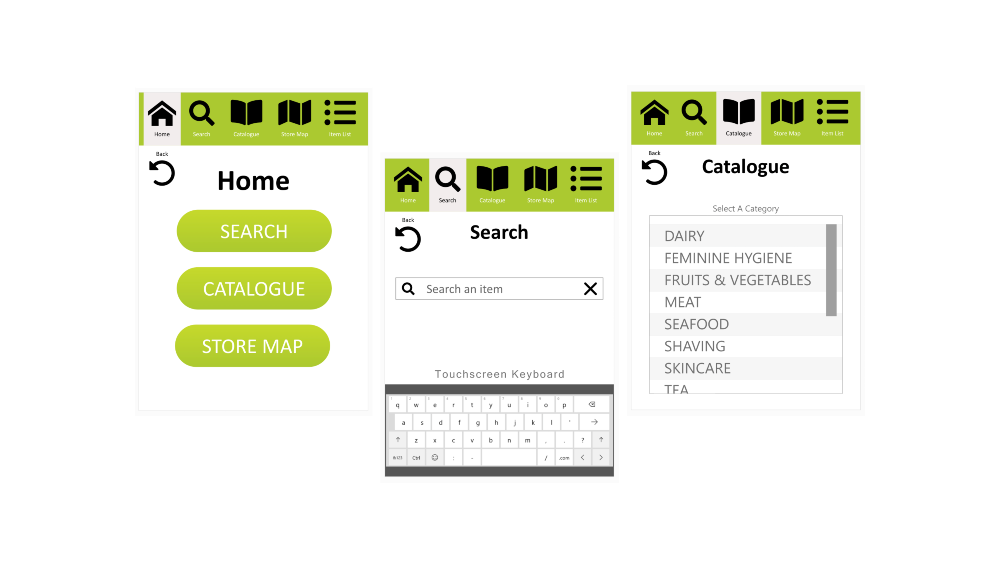 Home Search Catalogue Store Map Item List
Back
Home
SEARCH
CATALOGUE
STORE MAP
Home Search Catalogue Store Map Item List
Back
Search
Search an item
Touchscreen Keyboard
q w e r t y u i o p
a s d f g h j k l '
z x c v b n m , . ?
&123 Ctrl : - / .com < >
Home Search Catalogue Store Map Item List
Back
Catalogue
Select A Category
DAIRY
FEMININE HYGIENE
FRUITS & VEGETABLES
MEAT
SEAFOOD
SHAVING
SKINCARE
TEA